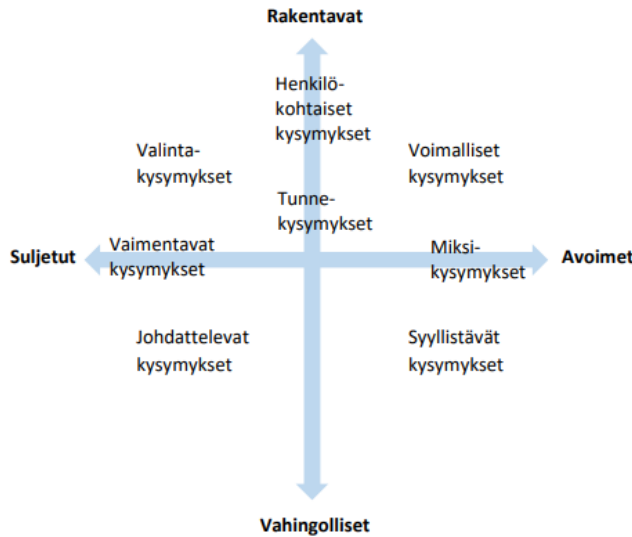 Rakentavat
Henkilö-
kohtaiset
kysymykset
Valinta-
kysymykset
Voimalliset
kysymykset
Tunne-
kysymykset
Suljetut
Vaimentavat
kysymykset
Miksi-
kysymykset
Avoimet
Johdattelevat
kysymykset
Syyllistävät
kysymykset
Vahingolliset